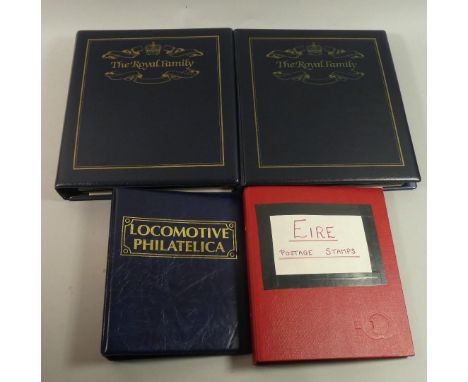 The Royal Family
The Royal Family
LOCOMOTIVE
PHILATELICA
EIRE
POSTAGE STAMPS